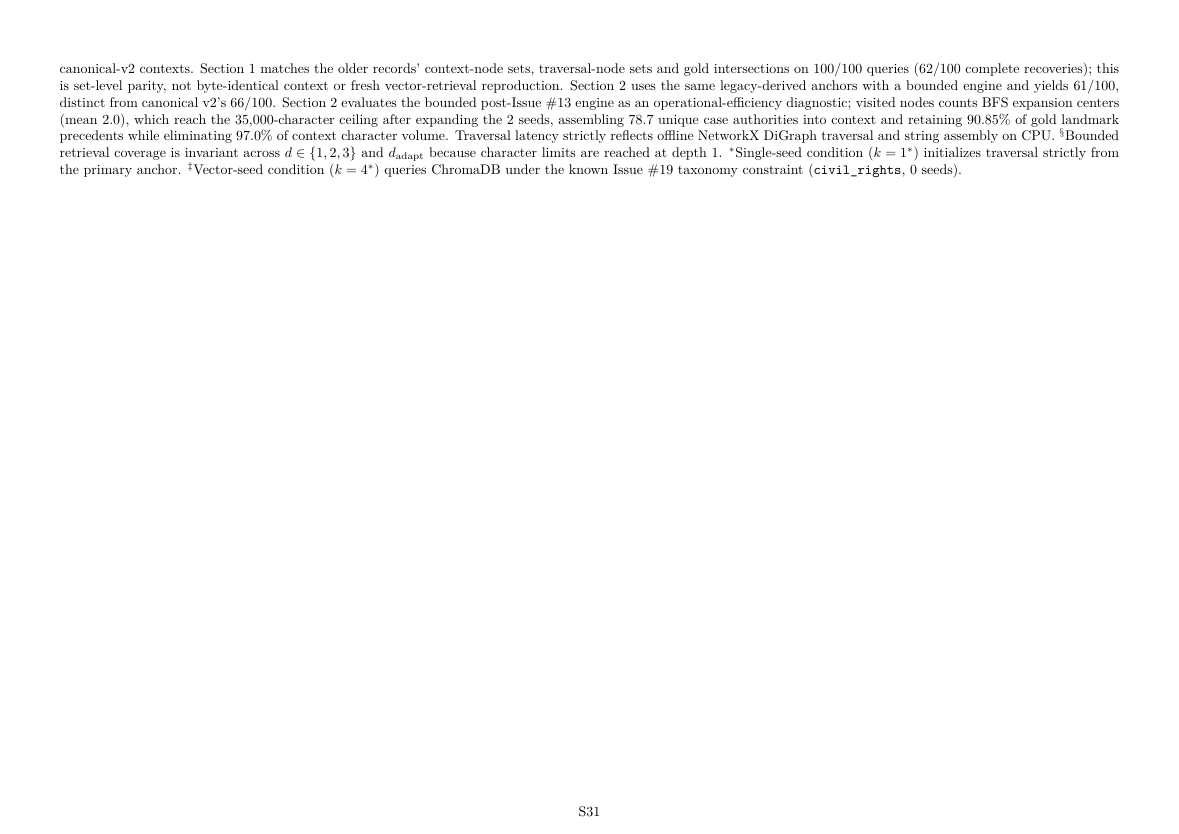 canonical-v2 contexts. Section 1 matches the older records' context-node sets, traversal-node sets and gold intersections on 100/100 queries (62/100 complete recoveries); this
is set-level parity, not byte-identical context or fresh vector-retrieval reproduction. Section 2 uses the same legacy-derived anchors with a bounded engine and yields 61/100,
distinct from canonical v2's 66/100. Section 2 evaluates the bounded post-Issue #13 engine as an operational-efficiency diagnostic; visited nodes counts BFS expansion centers
(mean 2.0), which reach the 35,000-character ceiling after expanding the 2 seeds, assembling 78.7 unique case authorities into context and retaining 90.85% of gold landmark
precedents while eliminating 97.0% of context character volume. Traversal latency strictly reflects offline NetworkX DiGraph traversal and string assembly on CPU. §Bounded
retrieval coverage is invariant across d ∈ {1, 2, 3} and d_adapt because character limits are reached at depth 1. *Single-seed condition (k = 1*) initializes traversal strictly from
the primary anchor. ‡Vector-seed condition (k = 4*) queries ChromaDB under the known Issue #19 taxonomy constraint (civil_rights, 0 seeds).
S31